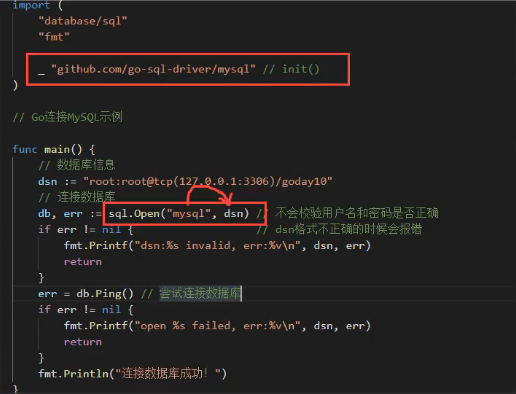 import (
"database/sql"
"fmt"
_ "github.com/go-sql-driver/mysql" // init()
)
// Go连接MySQL示例
func main() {
// 数据库信息
dsn := "root:root@tcp(127.0.0.1:3306)/goday10"
// 连接数据库
db, err := sql.Open("mysql", dsn) // 不会校验用户名和密码是否正确
if err != nil { // dsn格式不正确的时候会报错
fmt.Printf("dsn:%s invalid, err:%v\n", dsn, err)
return
}
err = db.Ping() // 尝试连接数据库
if err != nil {
fmt.Printf("open %s failed, err:%v\n", dsn, err)
return
}
fmt.Println("连接数据库成功！")
}